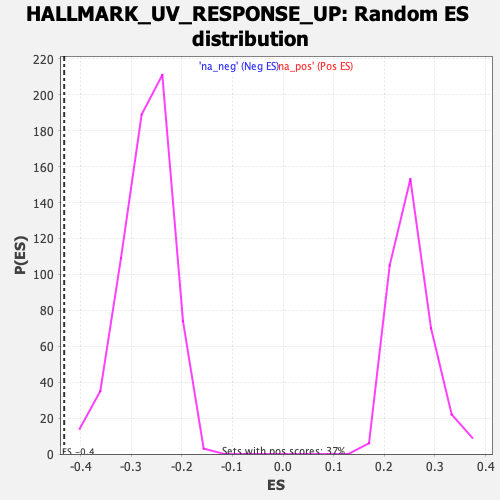 HALLMARK_UV_RESPONSE_UP: Random ES
distribution
'na_neg' (Neg ES)na_pos' (Pos ES)
220
200
180
160
140
120
100
80
60
40
20
0
P(ES)
ES -0.4
Sets with pos scores: 37%
-0.4 -0.3 -0.2 -0.1 0.0 0.1 0.2 0.3 0.4
ES